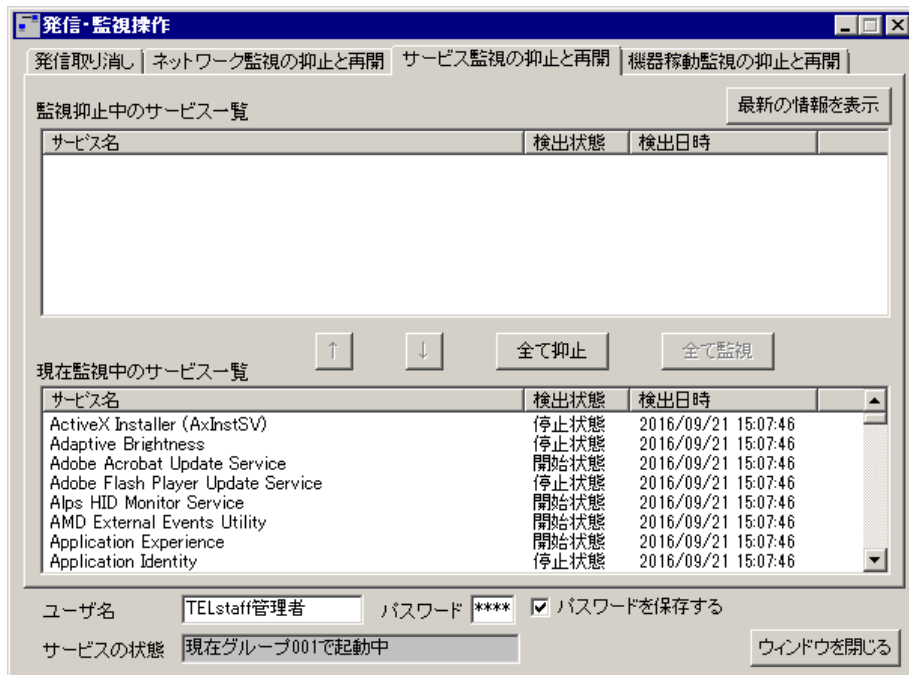 発信・監視操作
発信取り消し ネットワーク監視の抑止と再開 サービス監視の抑止と再開 機器稼動監視の抑止と再開
監視抑止中のサービス一覧 最新の情報を表示
サービス名 検出状態 検出日時
↑ ↓ 全て抑止 全て監視
現在監視中のサービス一覧
サービス名 検出状態 検出日時
ActiveX Installer (AxInstSV) 停止状態 2016/09/21 15:07:46
Adaptive Brightness 停止状態 2016/09/21 15:07:46
Adobe Acrobat Update Service 開始状態 2016/09/21 15:07:46
Adobe Flash Player Update Service 停止状態 2016/09/21 15:07:46
Alps HID Monitor Service 開始状態 2016/09/21 15:07:46
AMD External Events Utility 開始状態 2016/09/21 15:07:46
Application Experience 開始状態 2016/09/21 15:07:46
Application Identity 停止状態 2016/09/21 15:07:46
ユーザ名 TELstaff管理者 パスワード **** パスワードを保存する
サービスの状態 現在グループ001で起動中 ウィンドウを閉じる